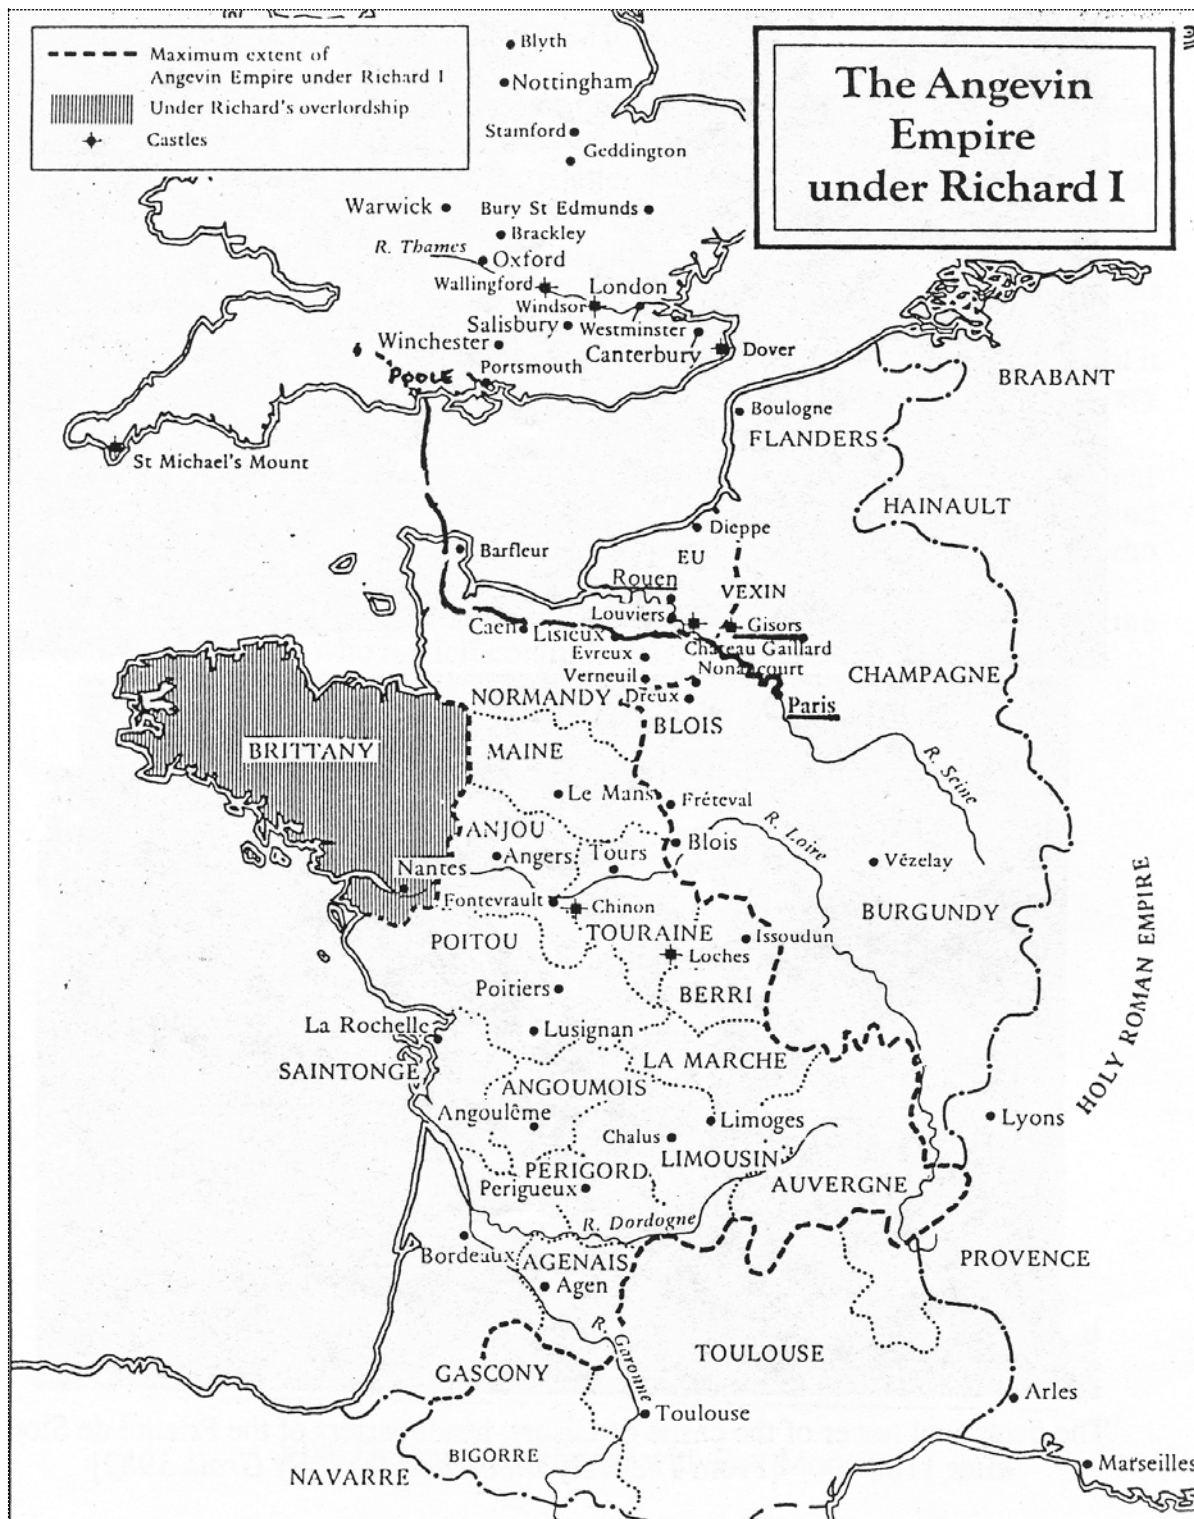 Maximum extent of
Angevin Empire under Richard I
Under Richard's overlordship
Castles
The Angevin
Empire
under Richard I
Blyth
Nottingham
Stamford
Geddington
Warwick
Bury St Edmunds
Brackley
R. Thames
Oxford
Wallingford
London
Windsor
Salisbury
Westminster
Winchester
Canterbury
Dover
POOLE
Portsmouth
BRABANT
Boulogne
FLANDERS
St Michael's Mount
HAINAULT
Dieppe
Barfleur
EU
Rouen
VEXIN
Louviers
Gisors
Caen
Lisieux
Château Gaillard
Evreux
Nonancourt
Verneuil
CHAMPAGNE
NORMANDY
Dreux
Paris
BLOIS
BRITTANY
MAINE
R. Seine
Le Mans
Fréteval
ANJOU
R. Loire
Blois
Angers
Tours
Vézelay
Nantes
Fontevrault
Chinon
BURGUNDY
POITOU
TOURAINE
Issoudun
Loches
HOLY ROMAN EMPIRE
Poitiers
BERRI
La Rochelle
Lusignan
SAINTONGE
LA MARCHE
ANGOUMOIS
Angoulême
Limoges
Lyons
Chalus
LIMOUSIN
PERIGORD
Perigueux
AUVERGNE
R. Dordogne
Bordeaux
AGENAIS
PROVENCE
Agen
R. Garonne
TOULOUSE
GASCONY
Arles
Toulouse
BIGORRE
NAVARRE
Marseilles